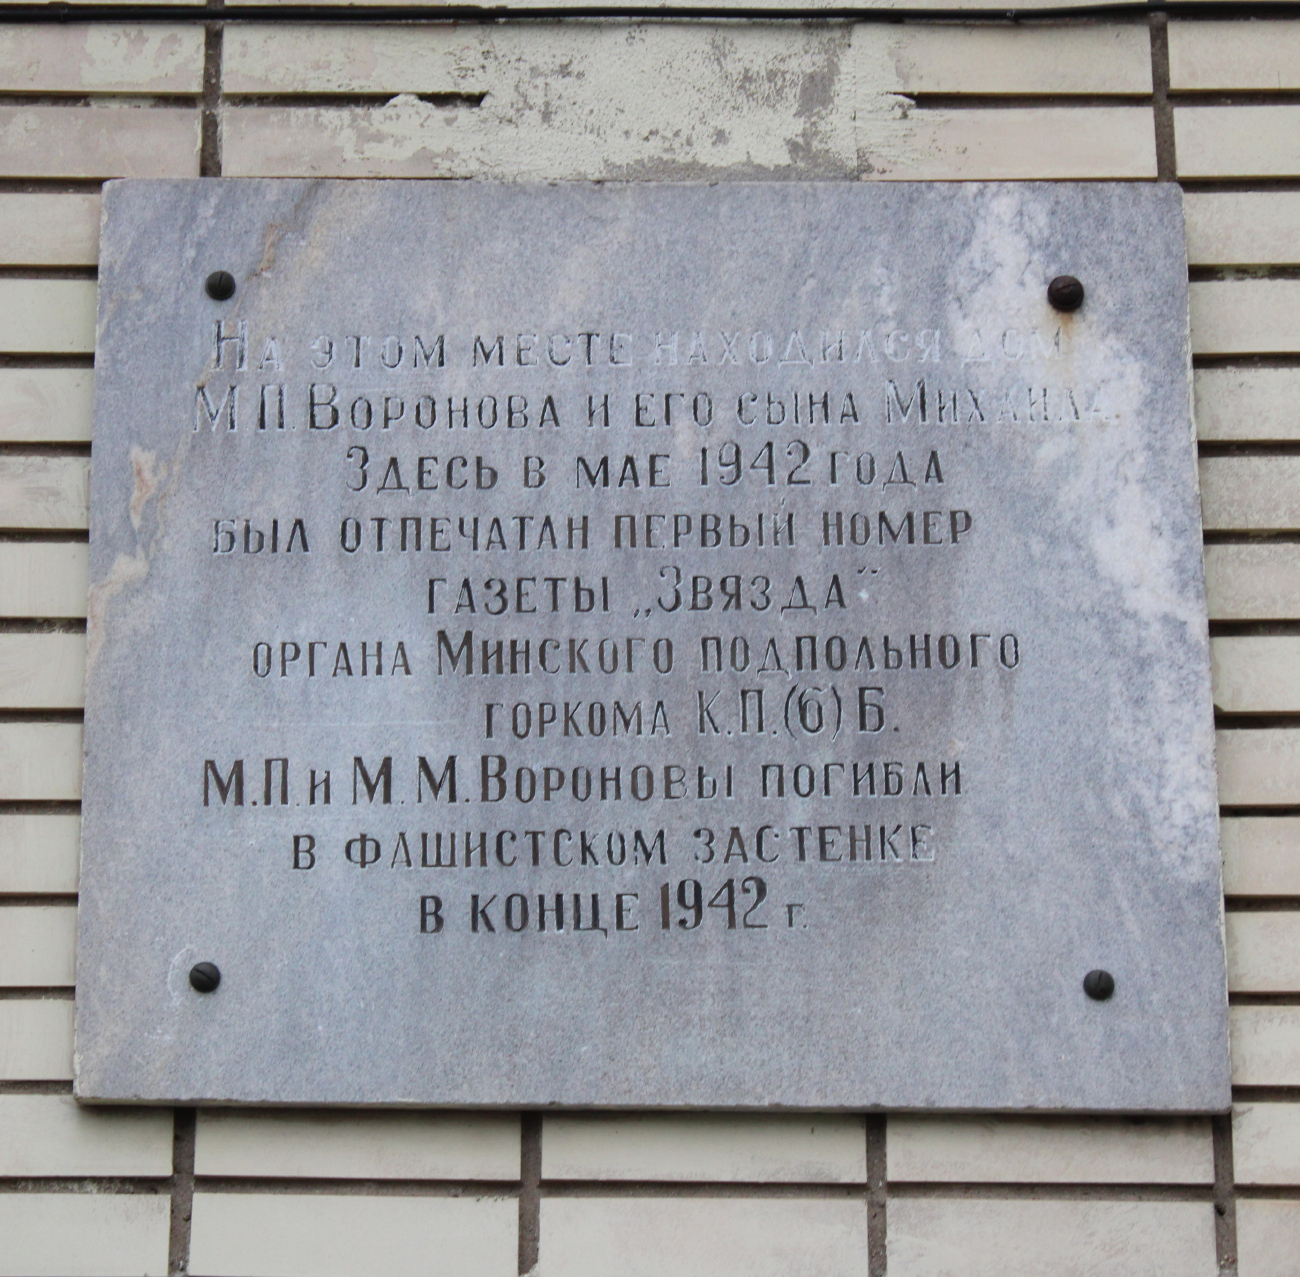 На этом месте находился дом
М.П. Воронова и его сына Михаила.
Здесь в мае 1942 года
был отпечатан первый номер
газеты „Звязда“
органа Минского подпольного
горкома К.П.(б)Б.
М.П. и М.М. Вороновы погибли
в фашистском застенке
в конце 1942 г.